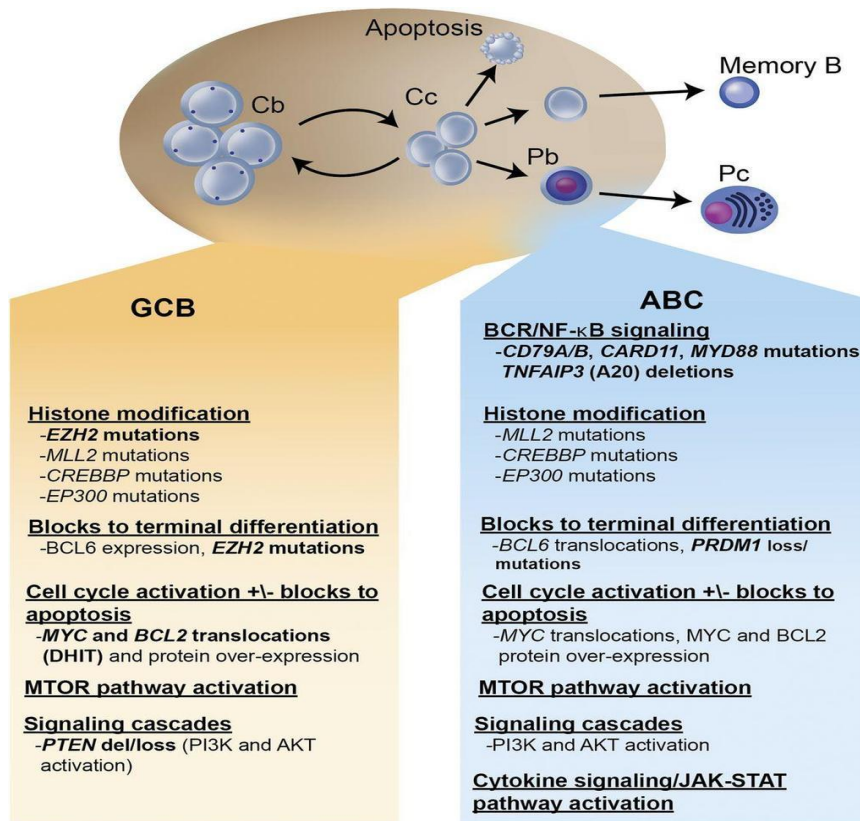 Apoptosis
Memory B
Cb
Cc
Pb
Pc
GCB
Histone modification
-EZH2 mutations
-MLL2 mutations
-CREBBP mutations
-EP300 mutations
Blocks to terminal differentiation
-BCL6 expression, EZH2 mutations
Cell cycle activation +\- blocks to
apoptosis
-MYC and BCL2 translocations
(DHIT) and protein over-expression
MTOR pathway activation
Signaling cascades
-PTEN del/loss (PI3K and AKT
activation)
ABC
BCR/NF-κB signaling
-CD79A/B, CARD11, MYD88 mutations
TNFAIP3 (A20) deletions
Histone modification
-MLL2 mutations
-CREBBP mutations
-EP300 mutations
Blocks to terminal differentiation
-BCL6 translocations, PRDM1 loss/
mutations
Cell cycle activation +\- blocks to
apoptosis
-MYC translocations, MYC and BCL2
protein over-expression
MTOR pathway activation
Signaling cascades
-PI3K and AKT activation
Cytokine signaling/JAK-STAT
pathway activation